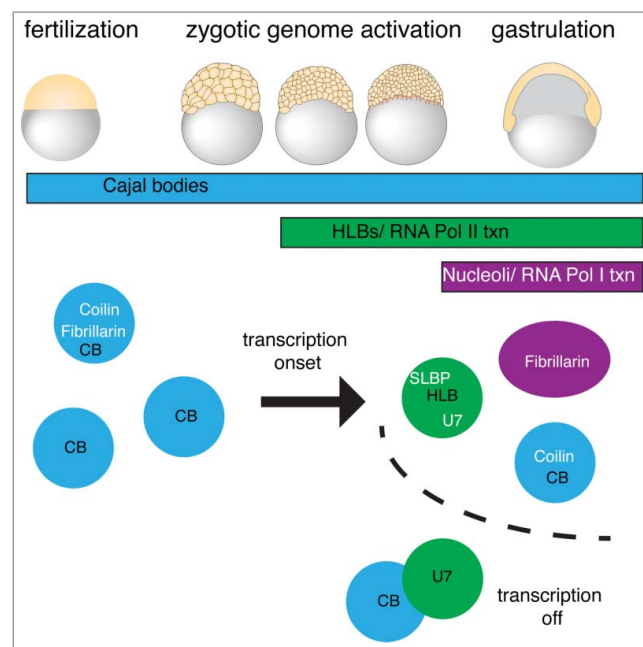 fertilization
zygotic genome activation
gastrulation
Cajal bodies
HLBs/ RNA Pol II txn
Nucleoli/ RNA Pol I txn
Coilin
Fibrillarin
CB
CB
CB
transcription
onset
SLBP
HLB
U7
Fibrillarin
Coilin
CB
CB
U7
transcription
off